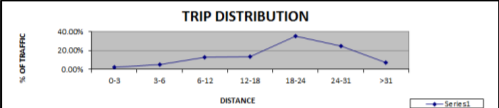 TRIP DISTRIBUTION
% OF TRAFFIC
40.00%
20.00%
0.00%
0-3 3-6 6-12 12-18 18-24 24-31 >31
DISTANCE
Series1